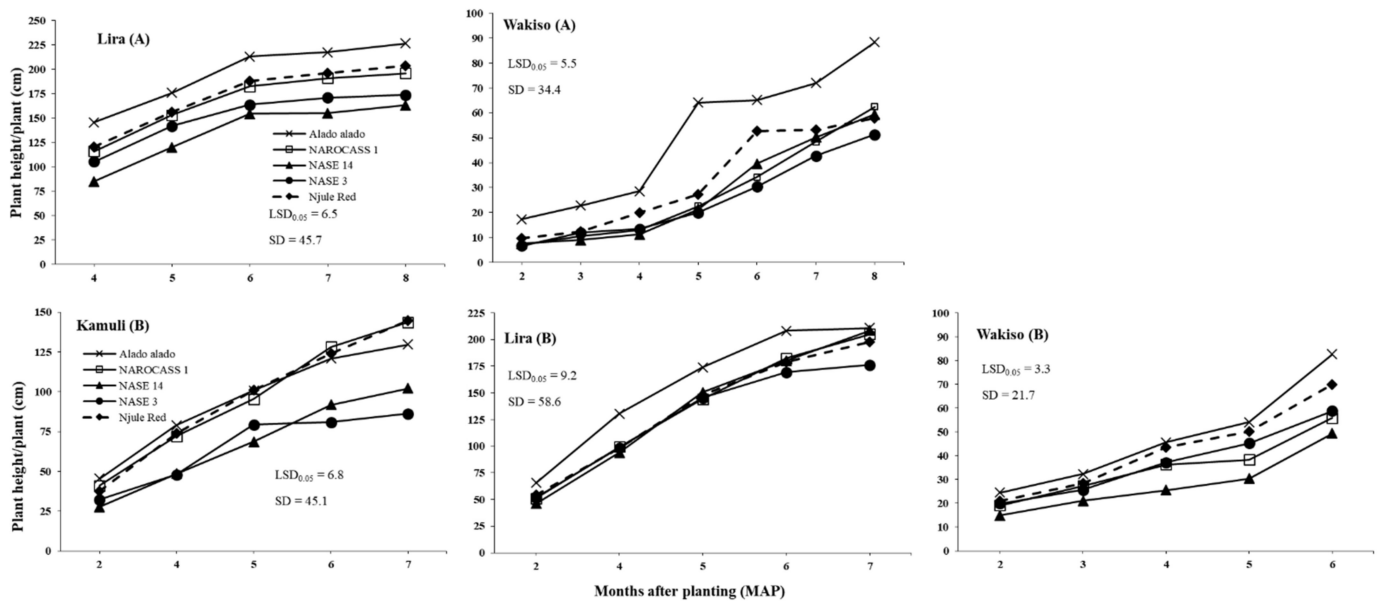 Plant height/plant (cm)
250
225
200
175
150
125
100
75
50
25
0
Lira (A)
Alado alado
NAROCASS 1
NASE 14
NASE 3
Njule Red
LSD0.05 = 6.5
SD = 45.7
4 5 6 7 8
100
90
80
70
60
50
40
30
20
10
0
Wakiso (A)
LSD0.05 = 5.5
SD = 34.4
2 3 4 5 6 7 8
Plant height/plant (cm)
150
125
100
75
50
25
0
Kamuli (B)
Alado alado
NAROCASS 1
NASE 14
NASE 3
Njule Red
LSD0.05 = 6.8
SD = 45.1
2 4 5 6 7
225
200
175
150
125
100
75
50
25
0
Lira (B)
LSD0.05 = 9.2
SD = 58.6
2 4 5 6 7
100
90
80
70
60
50
40
30
20
10
0
Wakiso (B)
LSD0.05 = 3.3
SD = 21.7
2 3 4 5 6
Months after planting (MAP)